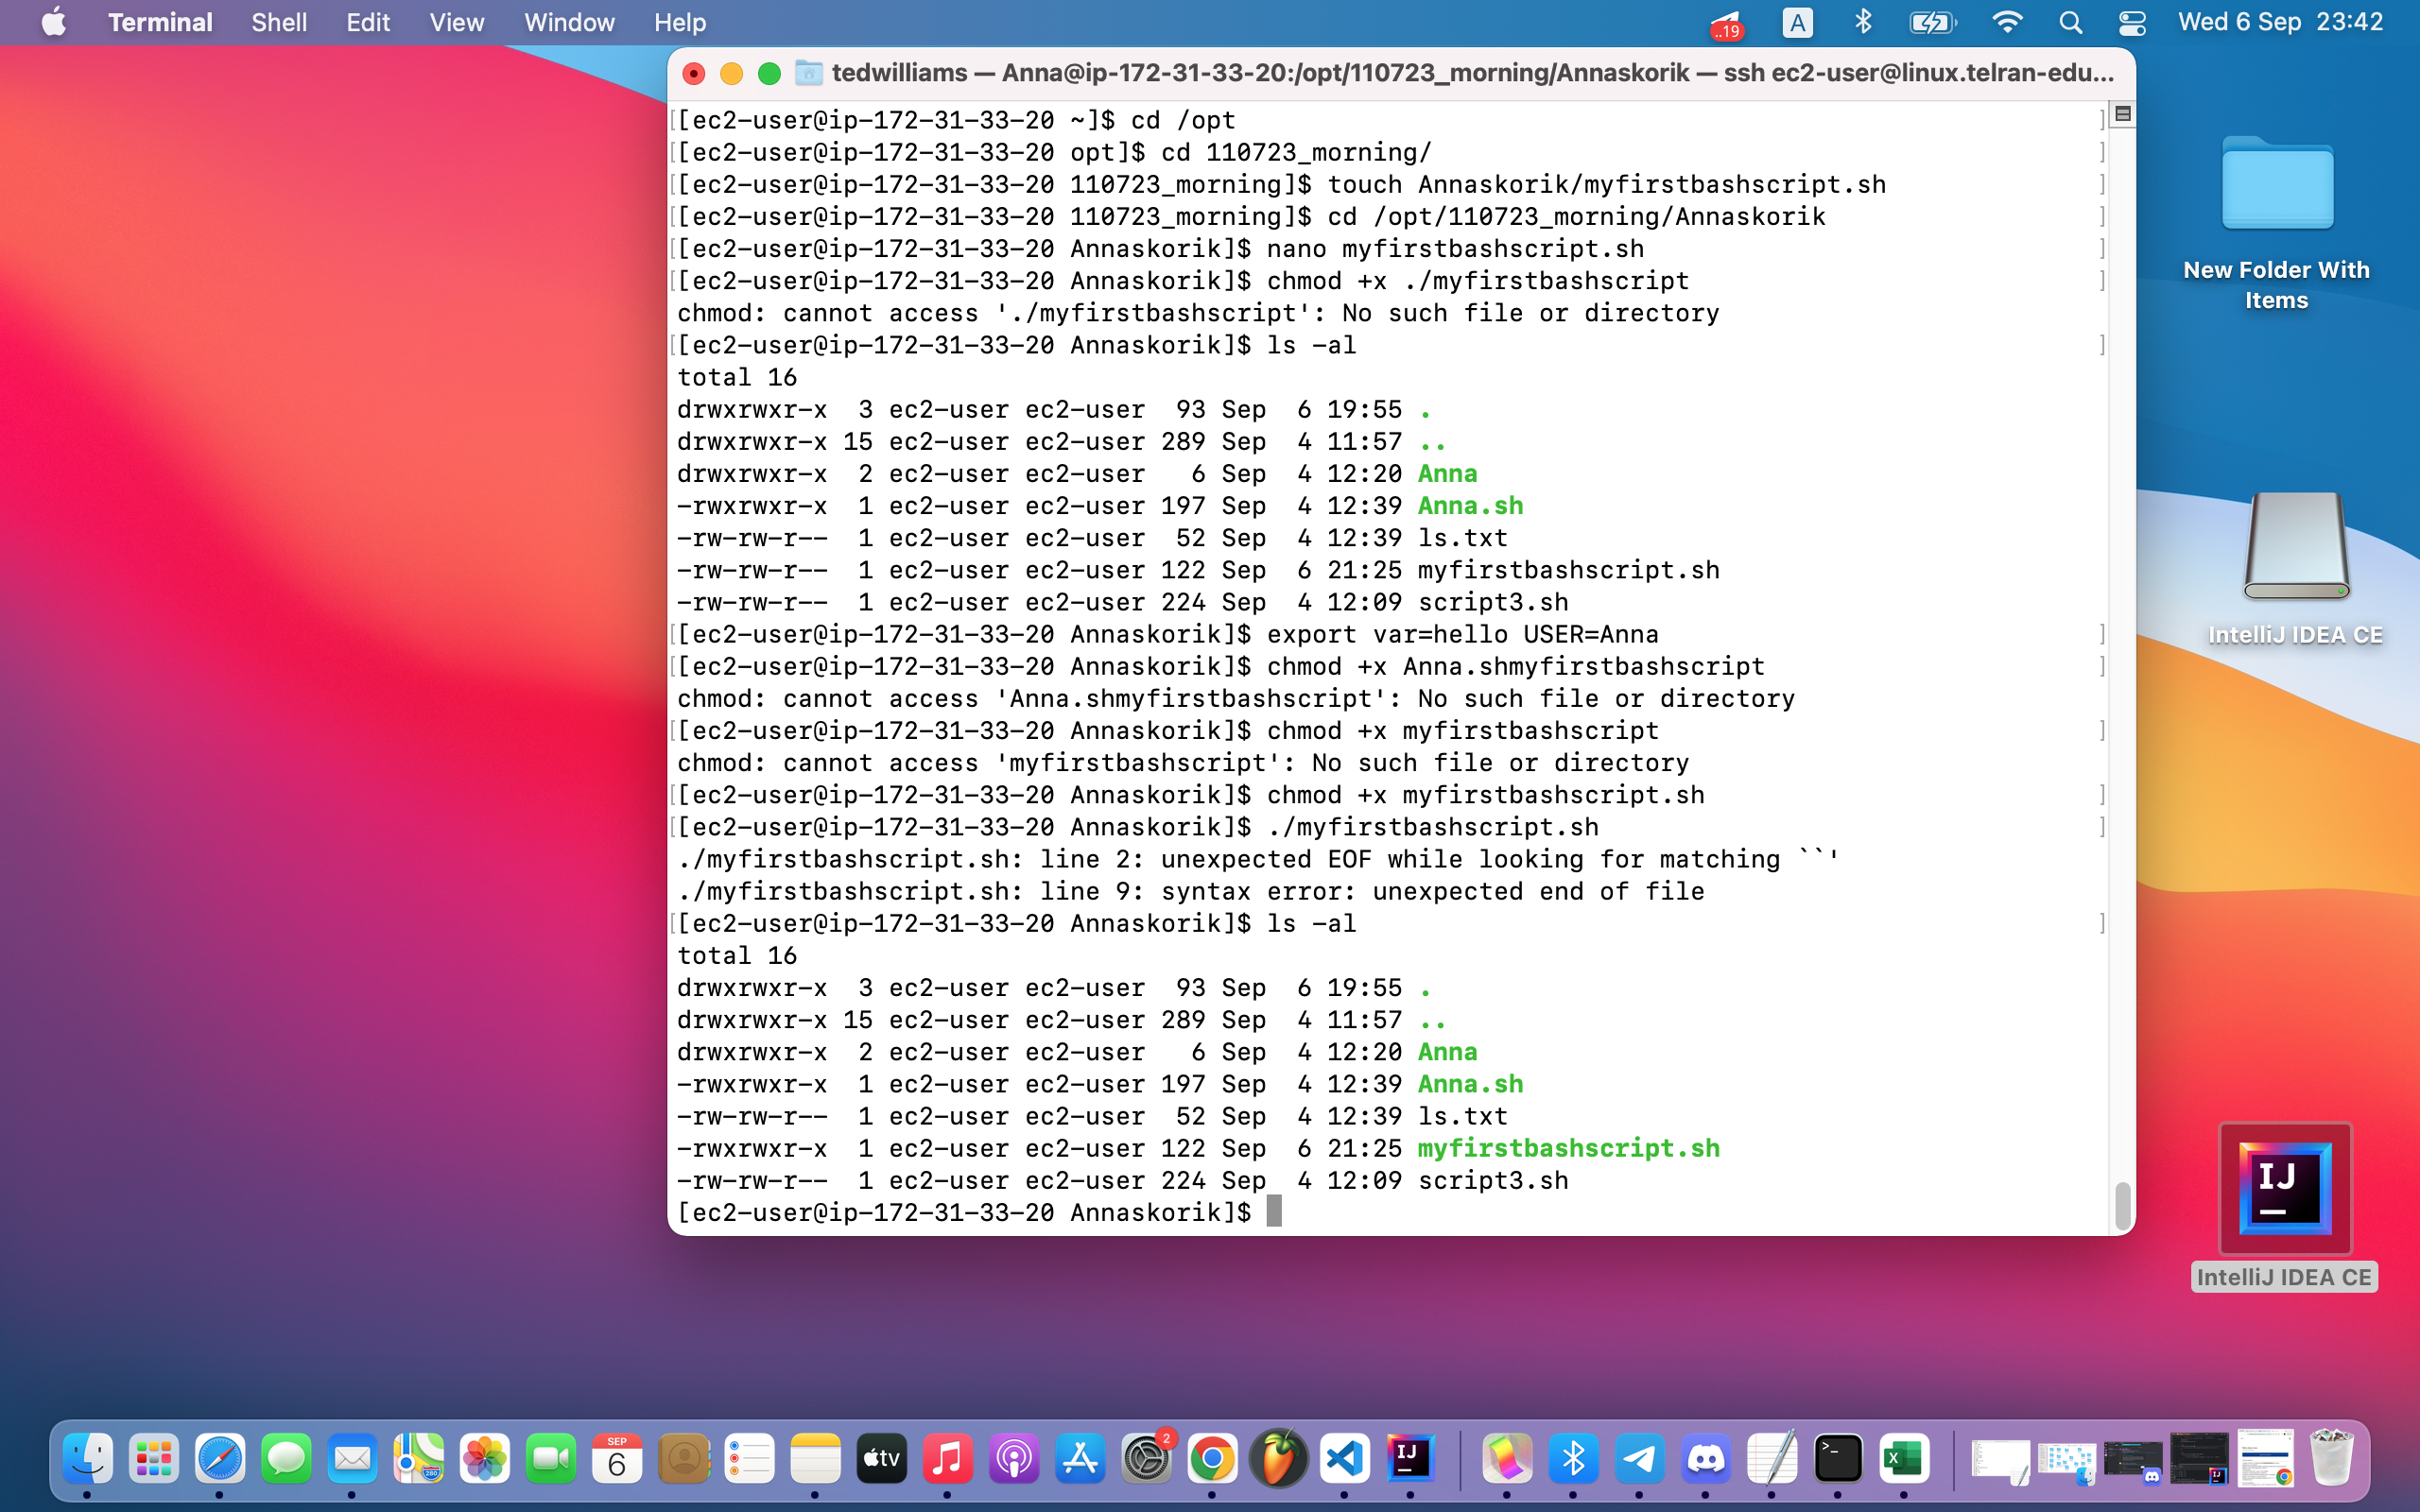 Terminal Shell Edit View Window Help ..19 A Wed 6 Sep 23:42
tedwilliams — Anna@ip-172-31-33-20:/opt/110723_morning/Annaskorik — ssh ec2-user@linux.telran-edu...
[[ec2-user@ip-172-31-33-20 ~]$ cd /opt ]
[[ec2-user@ip-172-31-33-20 opt]$ cd 110723_morning/ ]
[[ec2-user@ip-172-31-33-20 110723_morning]$ touch Annaskorik/myfirstbashscript.sh ]
[[ec2-user@ip-172-31-33-20 110723_morning]$ cd /opt/110723_morning/Annaskorik ]
[[ec2-user@ip-172-31-33-20 Annaskorik]$ nano myfirstbashscript.sh ]
[[ec2-user@ip-172-31-33-20 Annaskorik]$ chmod +x ./myfirstbashscript ]
chmod: cannot access './myfirstbashscript': No such file or directory
[[ec2-user@ip-172-31-33-20 Annaskorik]$ ls -al ]
total 16
drwxrwxr-x  3 ec2-user ec2-user  93 Sep  6 19:55 .
drwxrwxr-x 15 ec2-user ec2-user 289 Sep  4 11:57 ..
drwxrwxr-x  2 ec2-user ec2-user   6 Sep  4 12:20 Anna
-rwxrwxr-x  1 ec2-user ec2-user 197 Sep  4 12:39 Anna.sh
-rw-rw-r--  1 ec2-user ec2-user  52 Sep  4 12:39 ls.txt
-rw-rw-r--  1 ec2-user ec2-user 122 Sep  6 21:25 myfirstbashscript.sh
-rw-rw-r--  1 ec2-user ec2-user 224 Sep  4 12:09 script3.sh
[[ec2-user@ip-172-31-33-20 Annaskorik]$ export var=hello USER=Anna ]
[[ec2-user@ip-172-31-33-20 Annaskorik]$ chmod +x Anna.shmyfirstbashscript ]
chmod: cannot access 'Anna.shmyfirstbashscript': No such file or directory
[[ec2-user@ip-172-31-33-20 Annaskorik]$ chmod +x myfirstbashscript ]
chmod: cannot access 'myfirstbashscript': No such file or directory
[[ec2-user@ip-172-31-33-20 Annaskorik]$ chmod +x myfirstbashscript.sh ]
[[ec2-user@ip-172-31-33-20 Annaskorik]$ ./myfirstbashscript.sh ]
./myfirstbashscript.sh: line 2: unexpected EOF while looking for matching ``'
./myfirstbashscript.sh: line 9: syntax error: unexpected end of file
[[ec2-user@ip-172-31-33-20 Annaskorik]$ ls -al ]
total 16
drwxrwxr-x  3 ec2-user ec2-user  93 Sep  6 19:55 .
drwxrwxr-x 15 ec2-user ec2-user 289 Sep  4 11:57 ..
drwxrwxr-x  2 ec2-user ec2-user   6 Sep  4 12:20 Anna
-rwxrwxr-x  1 ec2-user ec2-user 197 Sep  4 12:39 Anna.sh
-rw-rw-r--  1 ec2-user ec2-user  52 Sep  4 12:39 ls.txt
-rwxrwxr-x  1 ec2-user ec2-user 122 Sep  6 21:25 myfirstbashscript.sh
-rw-rw-r--  1 ec2-user ec2-user 224 Sep  4 12:09 script3.sh
[ec2-user@ip-172-31-33-20 Annaskorik]$
New Folder With
Items
IntelliJ IDEA CE
IJ
IntelliJ IDEA CE
280
SEP
6
tv
2
IJ
>_
X